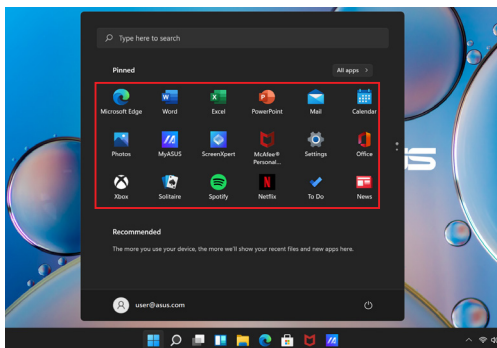 Type here to search
Pinned
All apps >
Microsoft Edge Word Excel PowerPoint Mail Calendar
Photos MyASUS ScreenXpert McAfee® Settings Office
Personal...
Xbox Solitaire Spotify Netflix To Do News
Recommended
The more you use your device, the more we'll show your recent files and new apps here.
user@asus.com